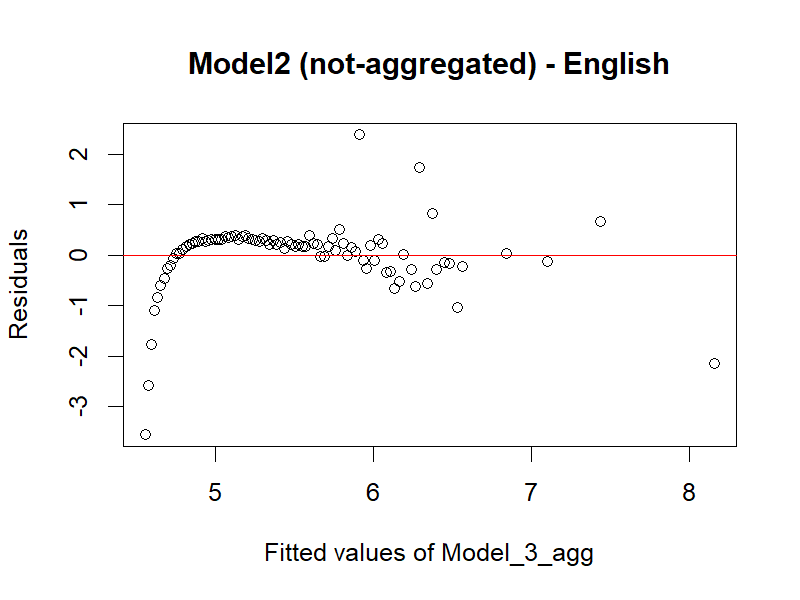 Model2 (not-aggregated) - English
Residuals
2
1
0
-1
-2
-3
5 6 7 8
Fitted values of Model_3_agg